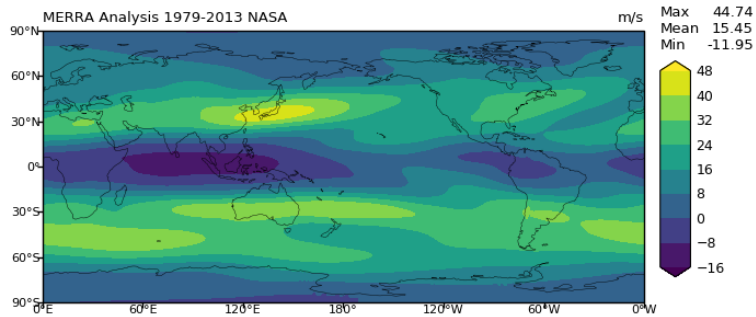 MERRA Analysis 1979-2013 NASA
m/s
Max 44.74
Mean 15.45
Min -11.95
90°N
60°N
30°N
0°
30°S
60°S
90°S
0°E
60°E
120°E
180°
120°W
60°W
0°W
48
40
32
24
16
8
0
−8
−16